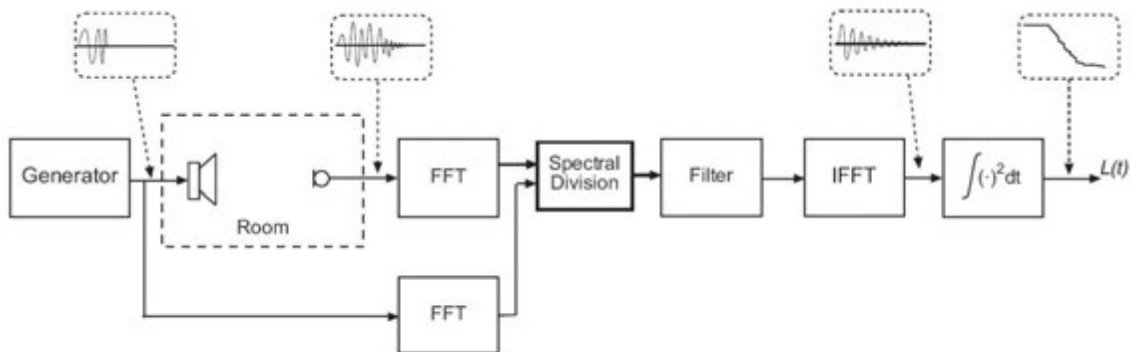 Generator
Room
FFT
Spectral
Division
Filter
IFFT
∫(·)²dt
L(t)
FFT